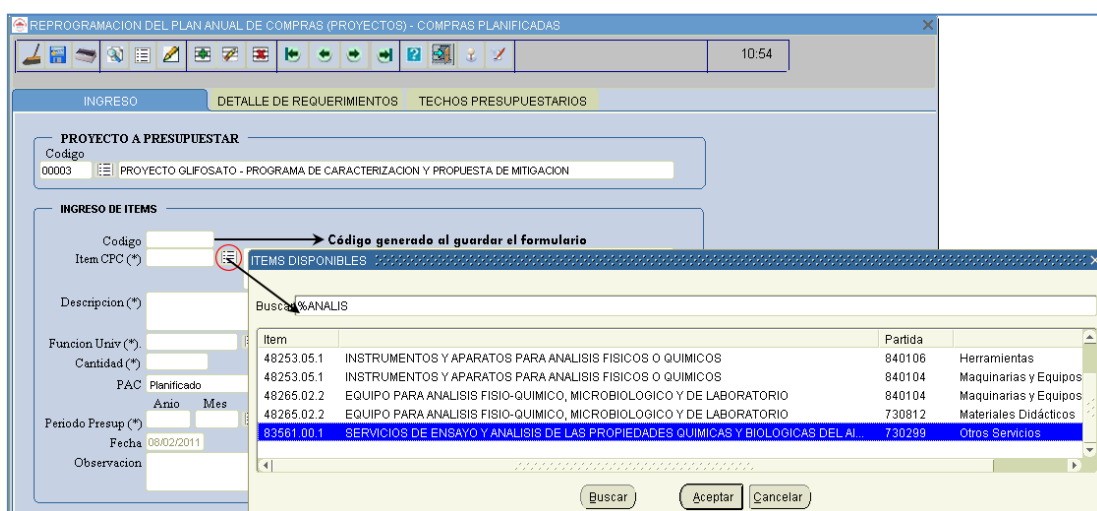 REPROGRAMACION DEL PLAN ANUAL DE COMPRAS (PROYECTOS) - COMPRAS PLANIFICADAS
10:54
INGRESO DETALLE DE REQUERIMIENTOS TECHOS PRESUPUESTARIOS
PROYECTO A PRESUPUESTAR
Codigo
00003 PROYECTO GLIFOSATO - PROGRAMA DE CARACTERIZACION Y PROPUESTA DE MITIGACION
INGRESO DE ITEMS
Codigo Código generado al guardar el formulario
Item CPC (*)
ITEMS DISPONIBLES
Buscar %ANALIS
Descripcion (*)
Item Partida
Funcion Univ (*).
48253.05.1 INSTRUMENTOS Y APARATOS PARA ANALISIS FISICOS O QUIMICOS 840106 Herramientas
Cantidad (*)
48253.05.1 INSTRUMENTOS Y APARATOS PARA ANALISIS FISICOS O QUIMICOS 840104 Maquinarias y Equipos
PAC Planificado
48265.02.2 EQUIPO PARA ANALISIS FISIO-QUIMICO, MICROBIOLOGICO Y DE LABORATORIO 840104 Maquinarias y Equipos
Anio Mes
48265.02.2 EQUIPO PARA ANALISIS FISIO-QUIMICO, MICROBIOLOGICO Y DE LABORATORIO 730812 Materiales Didácticos
Periodo Presup (*)
83561.00.1 SERVICIOS DE ENSAYO Y ANALISIS DE LAS PROPIEDADES QUIMICAS Y BIOLOGICAS DEL AI... 730299 Otros Servicios
Fecha 08/02/2011
Observacion
Buscar Aceptar Cancelar